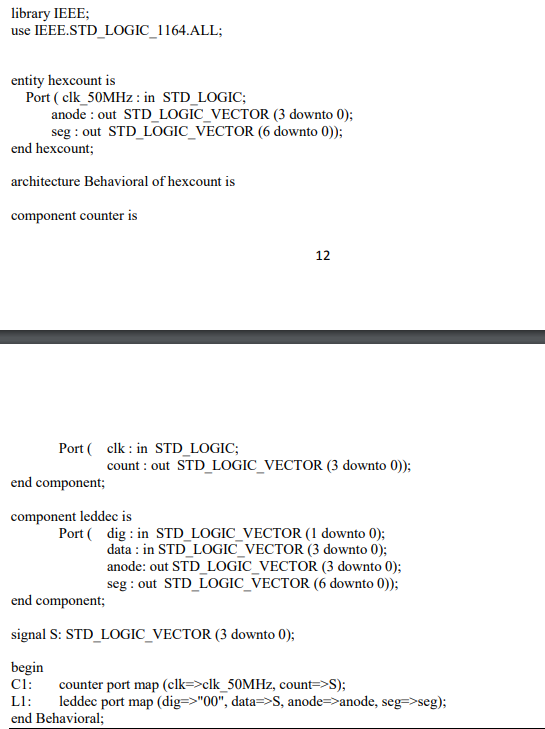 library IEEE;
use IEEE.STD_LOGIC_1164.ALL;
entity hexcount is
Port ( clk_50MHz : in STD_LOGIC;
anode : out STD_LOGIC_VECTOR (3 downto 0);
seg : out STD_LOGIC_VECTOR (6 downto 0));
end hexcount;
architecture Behavioral of hexcount is
component counter is
12
Port ( clk : in STD_LOGIC;
count : out STD_LOGIC_VECTOR (3 downto 0));
end component;
component leddec is
Port ( dig : in STD_LOGIC_VECTOR (1 downto 0);
data : in STD_LOGIC_VECTOR (3 downto 0);
anode: out STD_LOGIC_VECTOR (3 downto 0);
seg : out STD_LOGIC_VECTOR (6 downto 0));
end component;
signal S: STD_LOGIC_VECTOR (3 downto 0);
begin
C1: counter port map (clk=>clk_50MHz, count=>S);
L1: leddec port map (dig=>"00", data=>S, anode=>anode, seg=>seg);
end Behavioral;